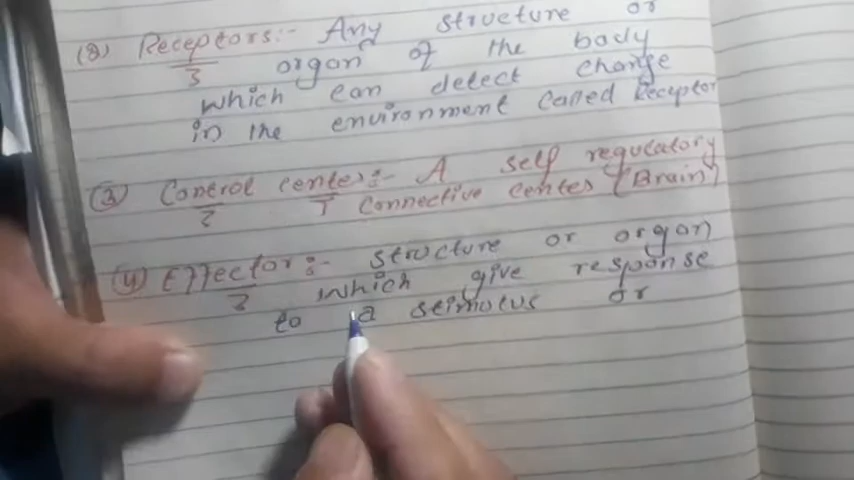 (2) Receptors:- Any structure or
organ of the body
which can detect change
in the environment called Receptor
(3) Control center:- A self regulatory
Connective Center (Brain)
(4) Effector:- structure or organ
which give response
to a stimulus or